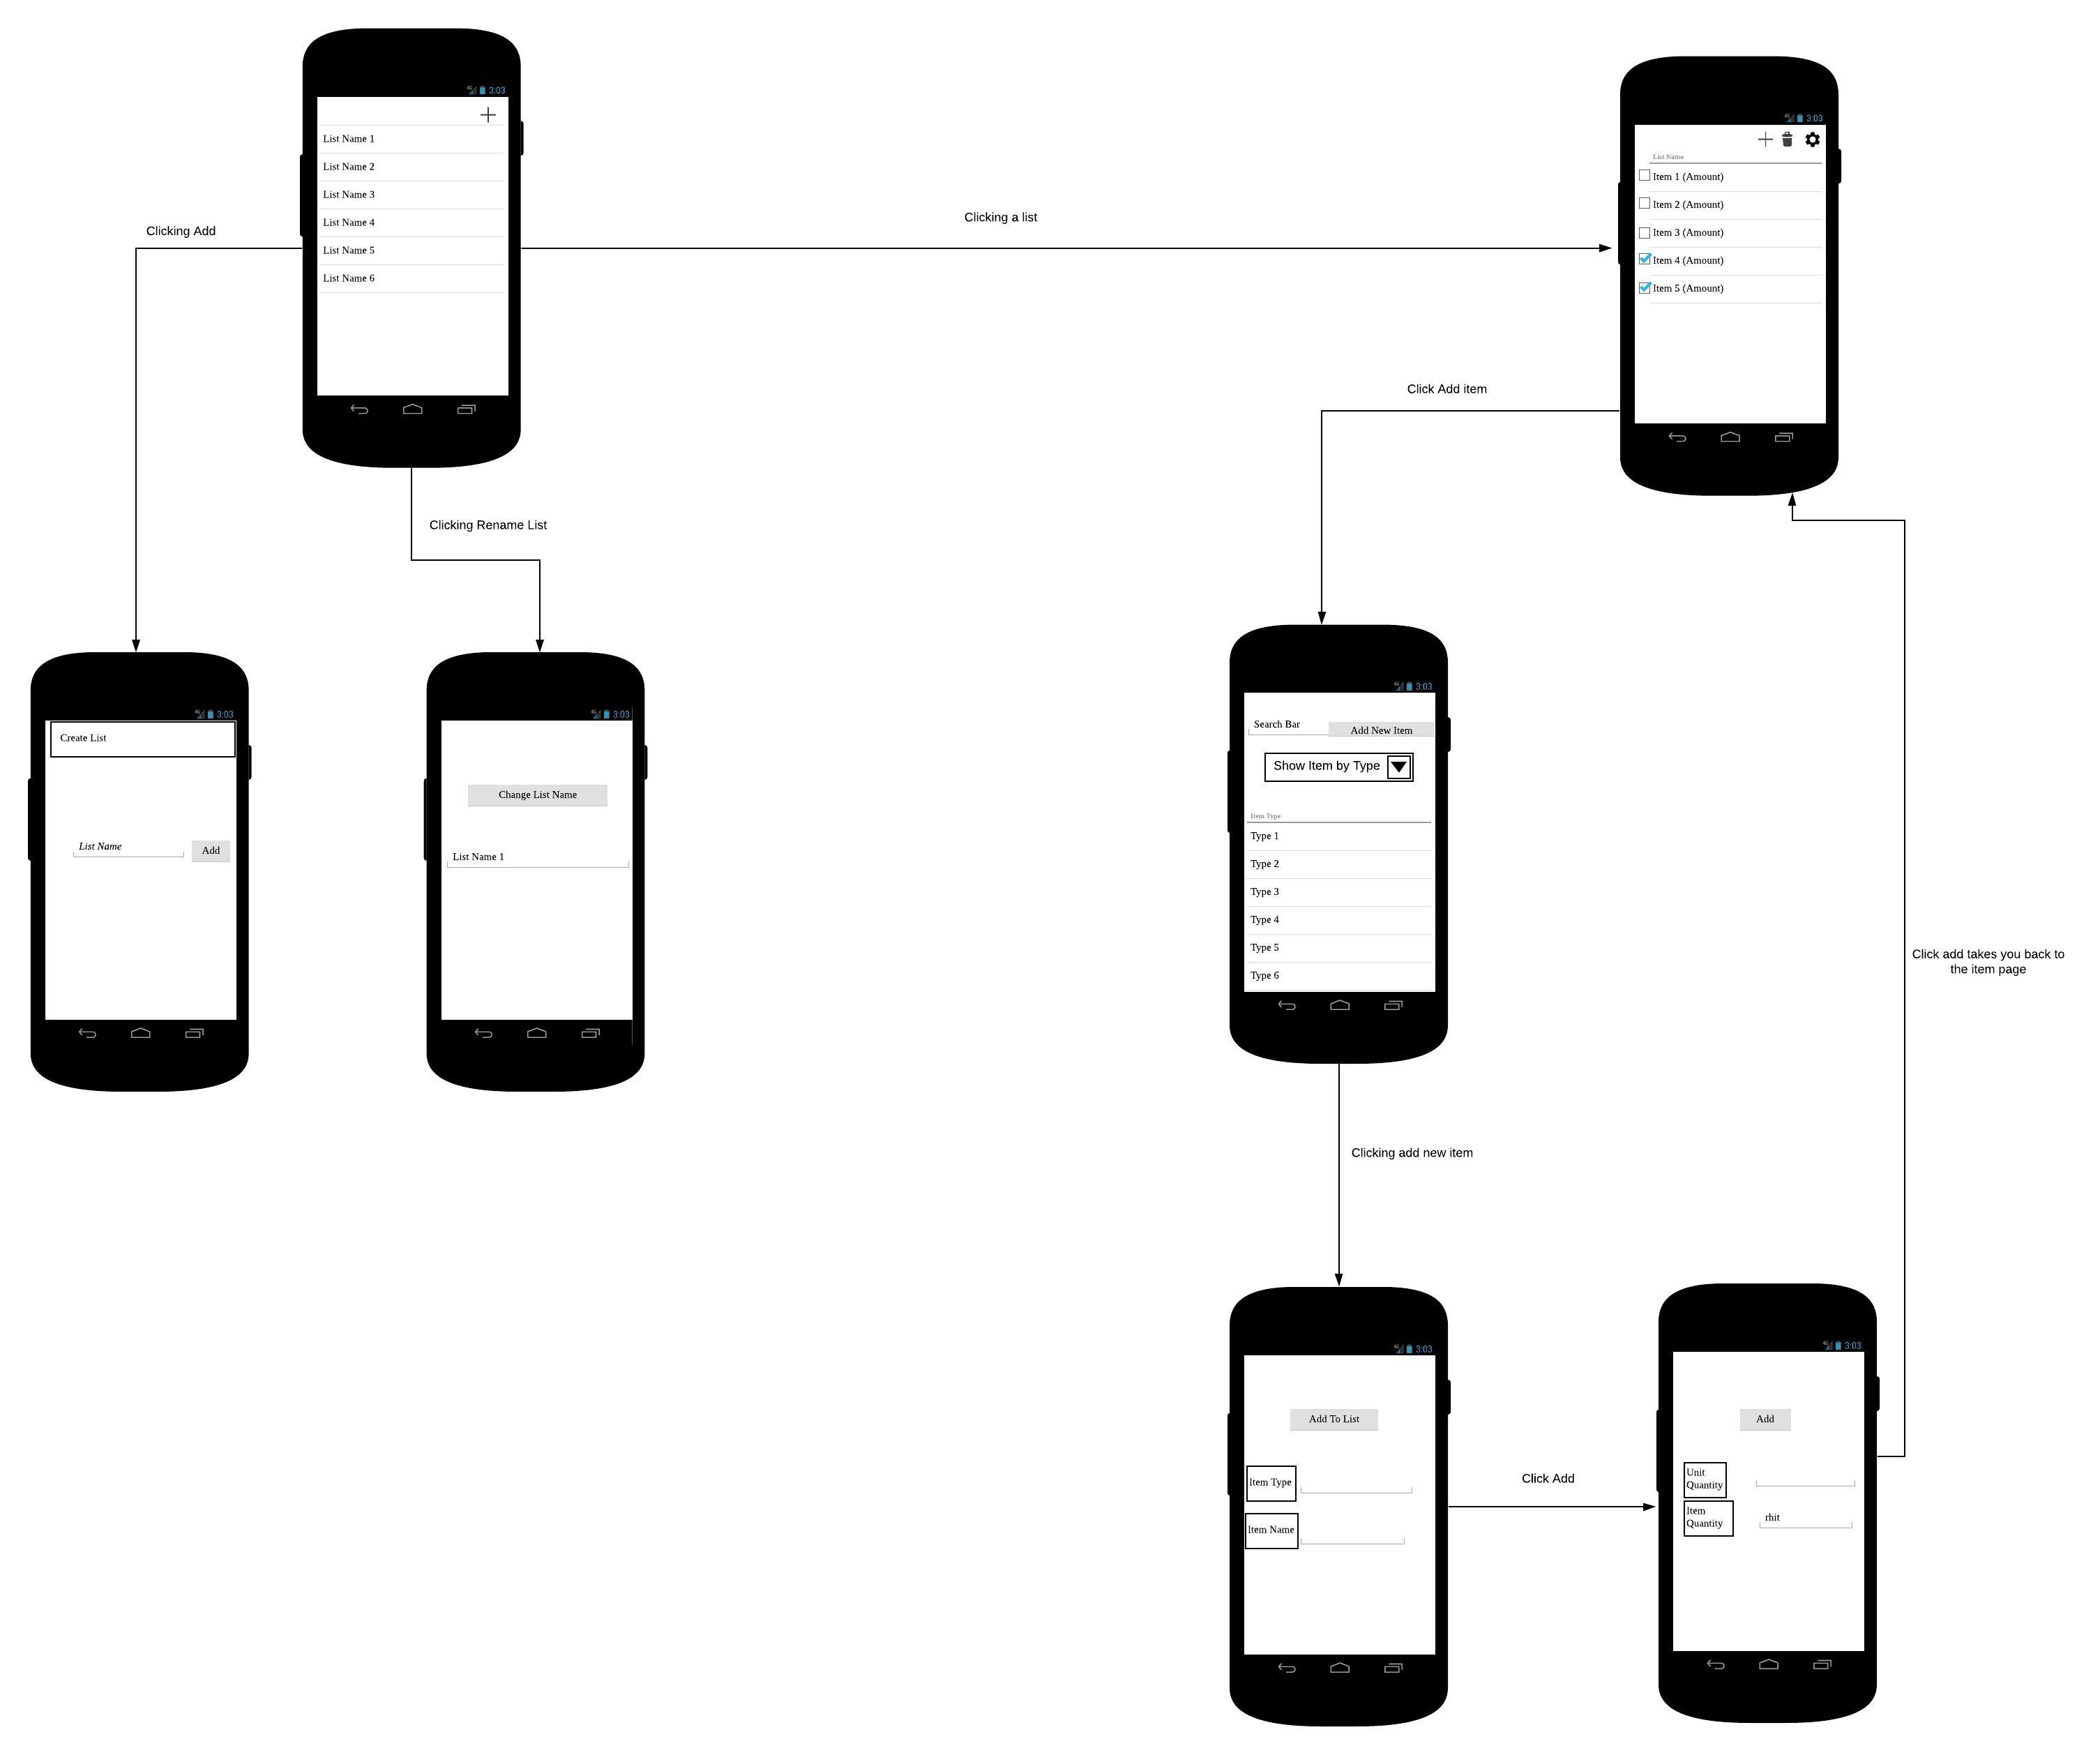 3:03
List Name 1
List Name 2
List Name 3
List Name 4
List Name 5
List Name 6
Clicking Add
Clicking a list
Clicking Rename List
3:03
List Name
Item 1 (Amount)
Item 2 (Amount)
Item 3 (Amount)
Item 4 (Amount)
Item 5 (Amount)
Click Add item
3:03
Create List
List Name
Add
3:03
Change List Name
List Name 1
3:03
Search Bar
Add New Item
Show Item by Type
Item Type
Type 1
Type 2
Type 3
Type 4
Type 5
Type 6
Click add takes you back to
the item page
Clicking add new item
3:03
Add To List
Item Type
Item Name
Click Add
3:03
Add
Unit
Quantity
Item
Quantity
rhit